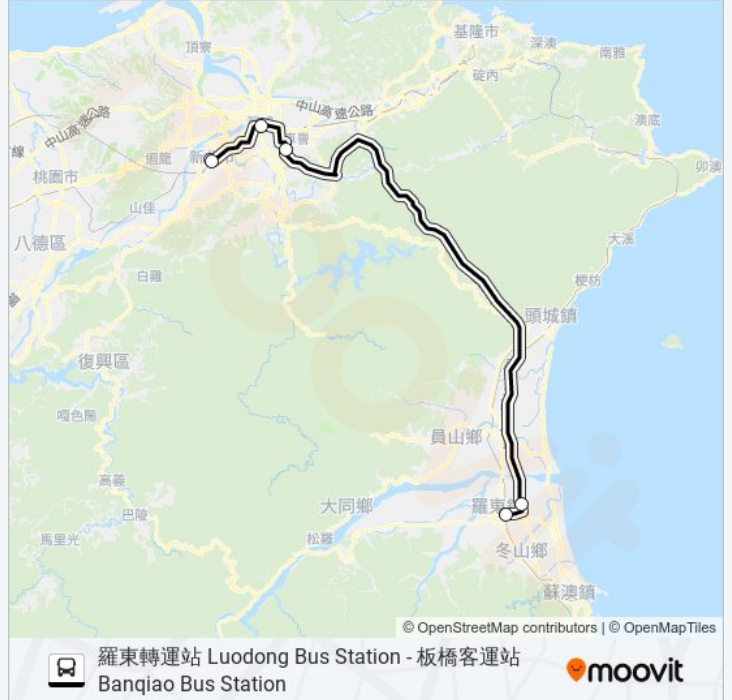 基隆市
深澳
頂寮
南雅
碇內
中山高速公路
中山高速公路
澳底
迴龍
卯澳
桃園市
山佳
八德區
大溪
白雞
梗枋
頭城鎮
復興區
嘎色鬧
員山鄉
高義
大同鄉
巴陵
松羅
馬里光
冬山鄉
蘇澳鎮
© OpenStreetMap contributors | © OpenMapTiles
羅東轉運站 Luodong Bus Station - 板橋客運站
Banqiao Bus Station
moovit